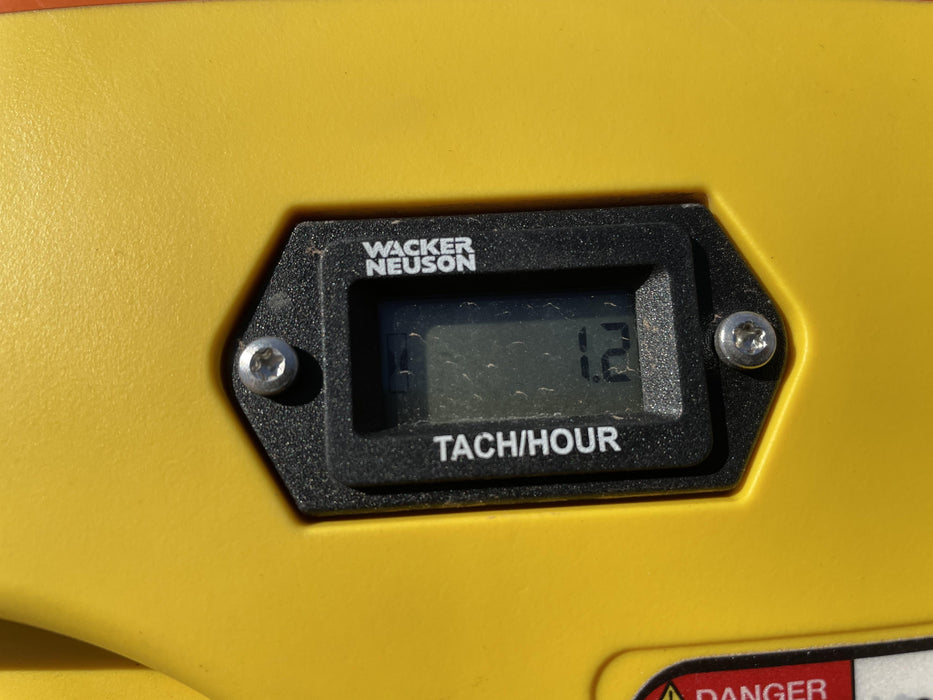 WACKER
NEUSON
1.2
TACH/HOUR
DANGER